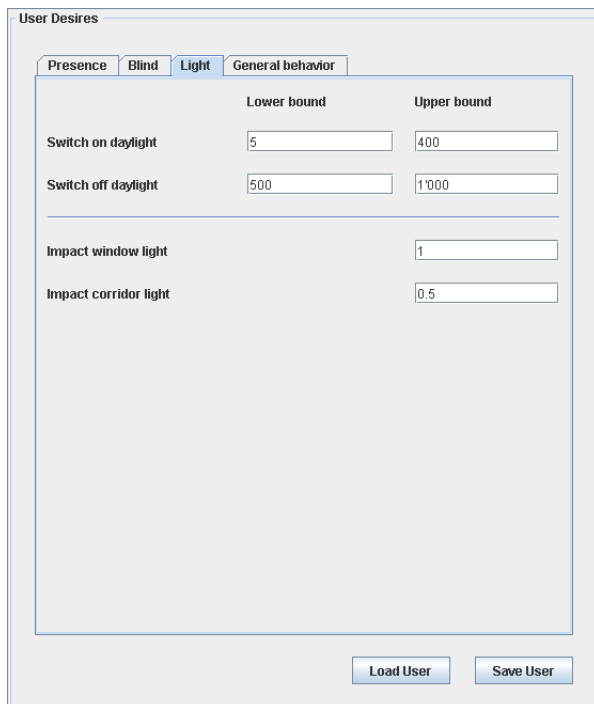 User Desires
Presence Blind Light General behavior
Lower bound Upper bound
Switch on daylight 5 400
Switch off daylight 500 1'000
Impact window light 1
Impact corridor light 0.5
Load User Save User